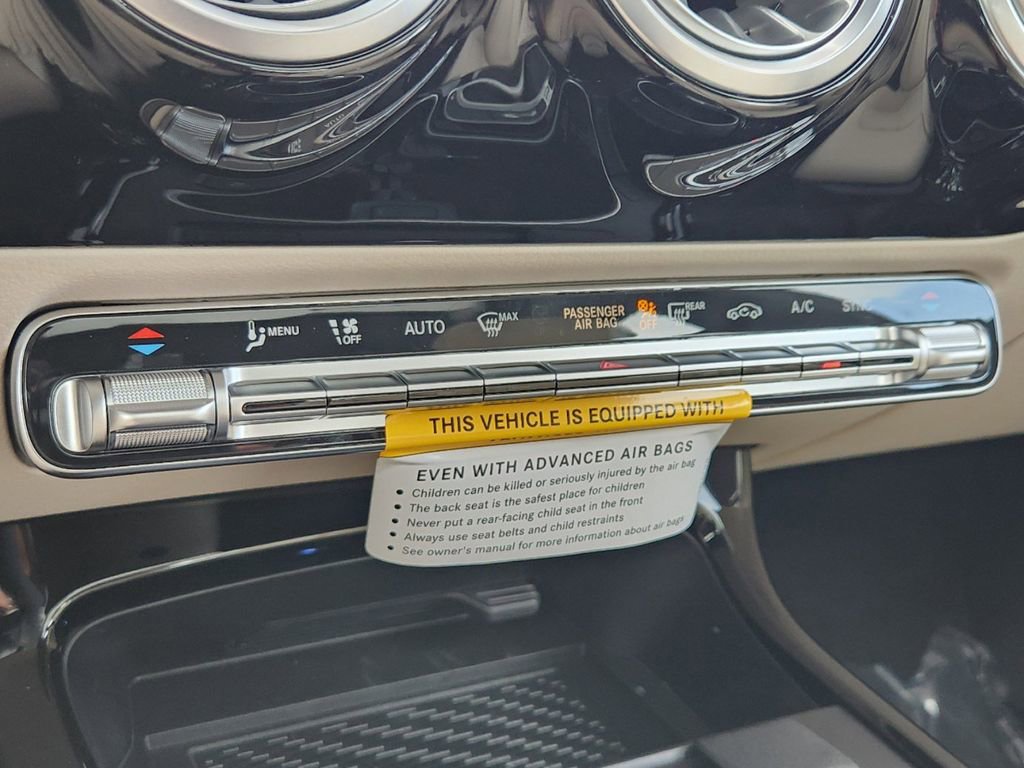 MENU
OFF
AUTO
MAX
PASSENGER
AIR BAG
OFF
REAR
A/C
THIS VEHICLE IS EQUIPPED WITH
EVEN WITH ADVANCED AIR BAGS
• Children can be killed or seriously injured by the air bag
• The back seat is the safest place for children
• Never put a rear-facing child seat in the front
• Always use seat belts and child restraints
• See owner's manual for more information about air bags